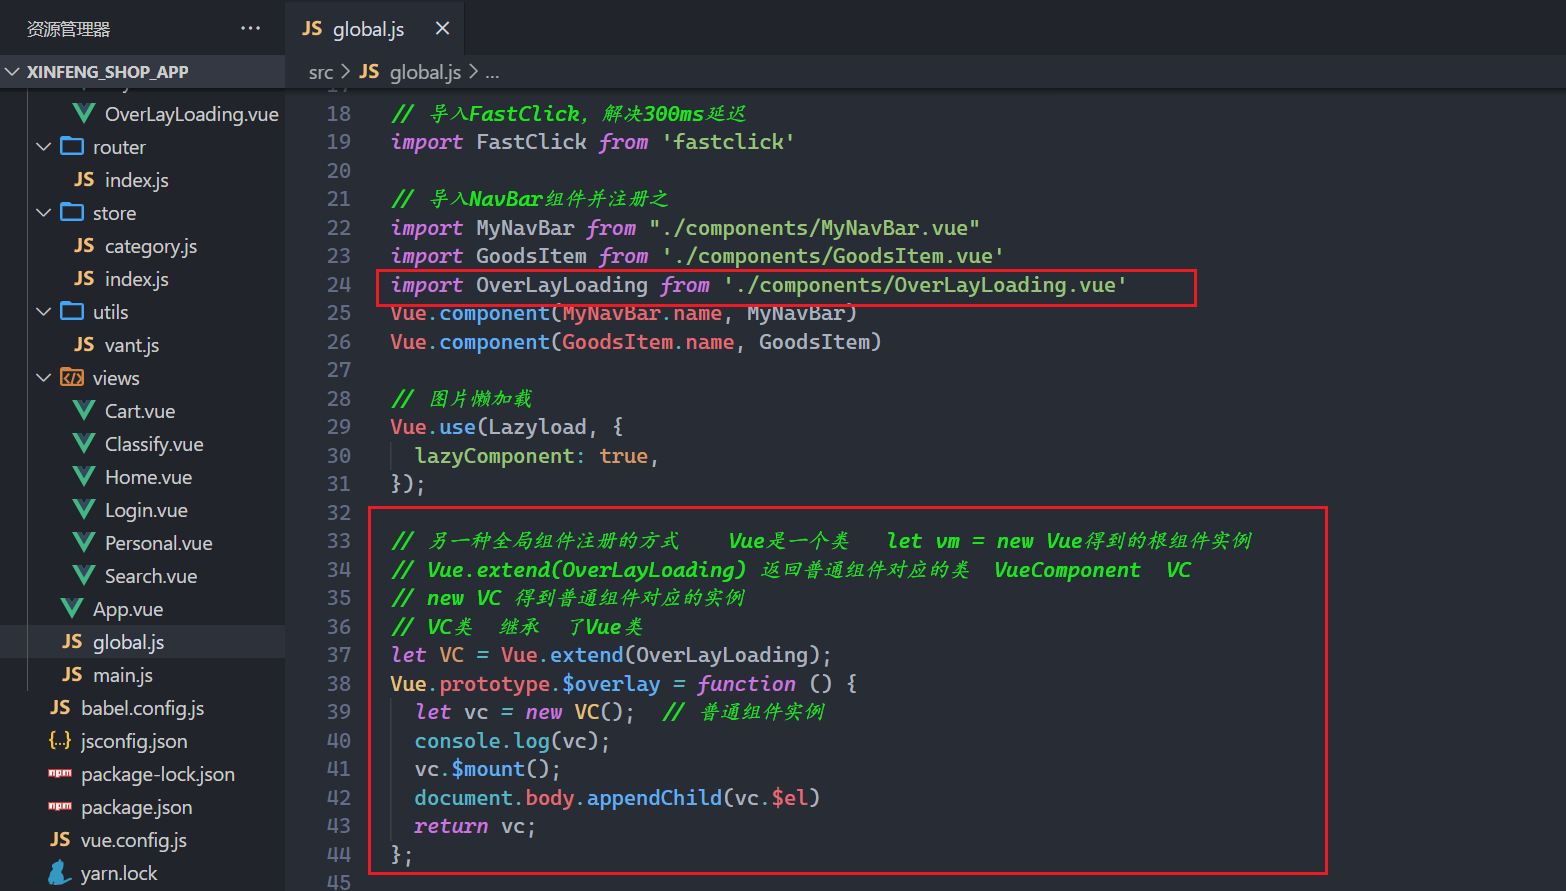 资源管理器
···
JS global.js ×
XINFENG_SHOP_APP
src > JS global.js > ...
OverLayLoading.vue
router
JS index.js
store
JS category.js
JS index.js
utils
JS vant.js
views
Cart.vue
Classify.vue
Home.vue
Login.vue
Personal.vue
Search.vue
App.vue
JS global.js
JS main.js
JS babel.config.js
{..} jsconfig.json
npm package-lock.json
npm package.json
JS vue.config.js
yarn.lock
18 // 导入FastClick，解决300ms延迟
19 import FastClick from 'fastclick'
20
21 // 导入NavBar组件并注册之
22 import MyNavBar from "./components/MyNavBar.vue"
23 import GoodsItem from './components/GoodsItem.vue'
24 import OverLayLoading from './components/OverLayLoading.vue'
25 Vue.component(MyNavBar.name, MyNavBar)
26 Vue.component(GoodsItem.name, GoodsItem)
27
28 // 图片懒加载
29 Vue.use(Lazyload, {
30 lazyComponent: true,
31 });
32
33 // 另一种全局组件注册的方式 Vue是一个类 let vm = new Vue得到的根组件实例
34 // Vue.extend(OverLayLoading) 返回普通组件对应的类 VueComponent VC
35 // new VC 得到普通组件对应的实例
36 // VC类 继承 了Vue类
37 let VC = Vue.extend(OverLayLoading);
38 Vue.prototype.$overlay = function () {
39 let vc = new VC(); // 普通组件实例
40 console.log(vc);
41 vc.$mount();
42 document.body.appendChild(vc.$el)
43 return vc;
44 };
45